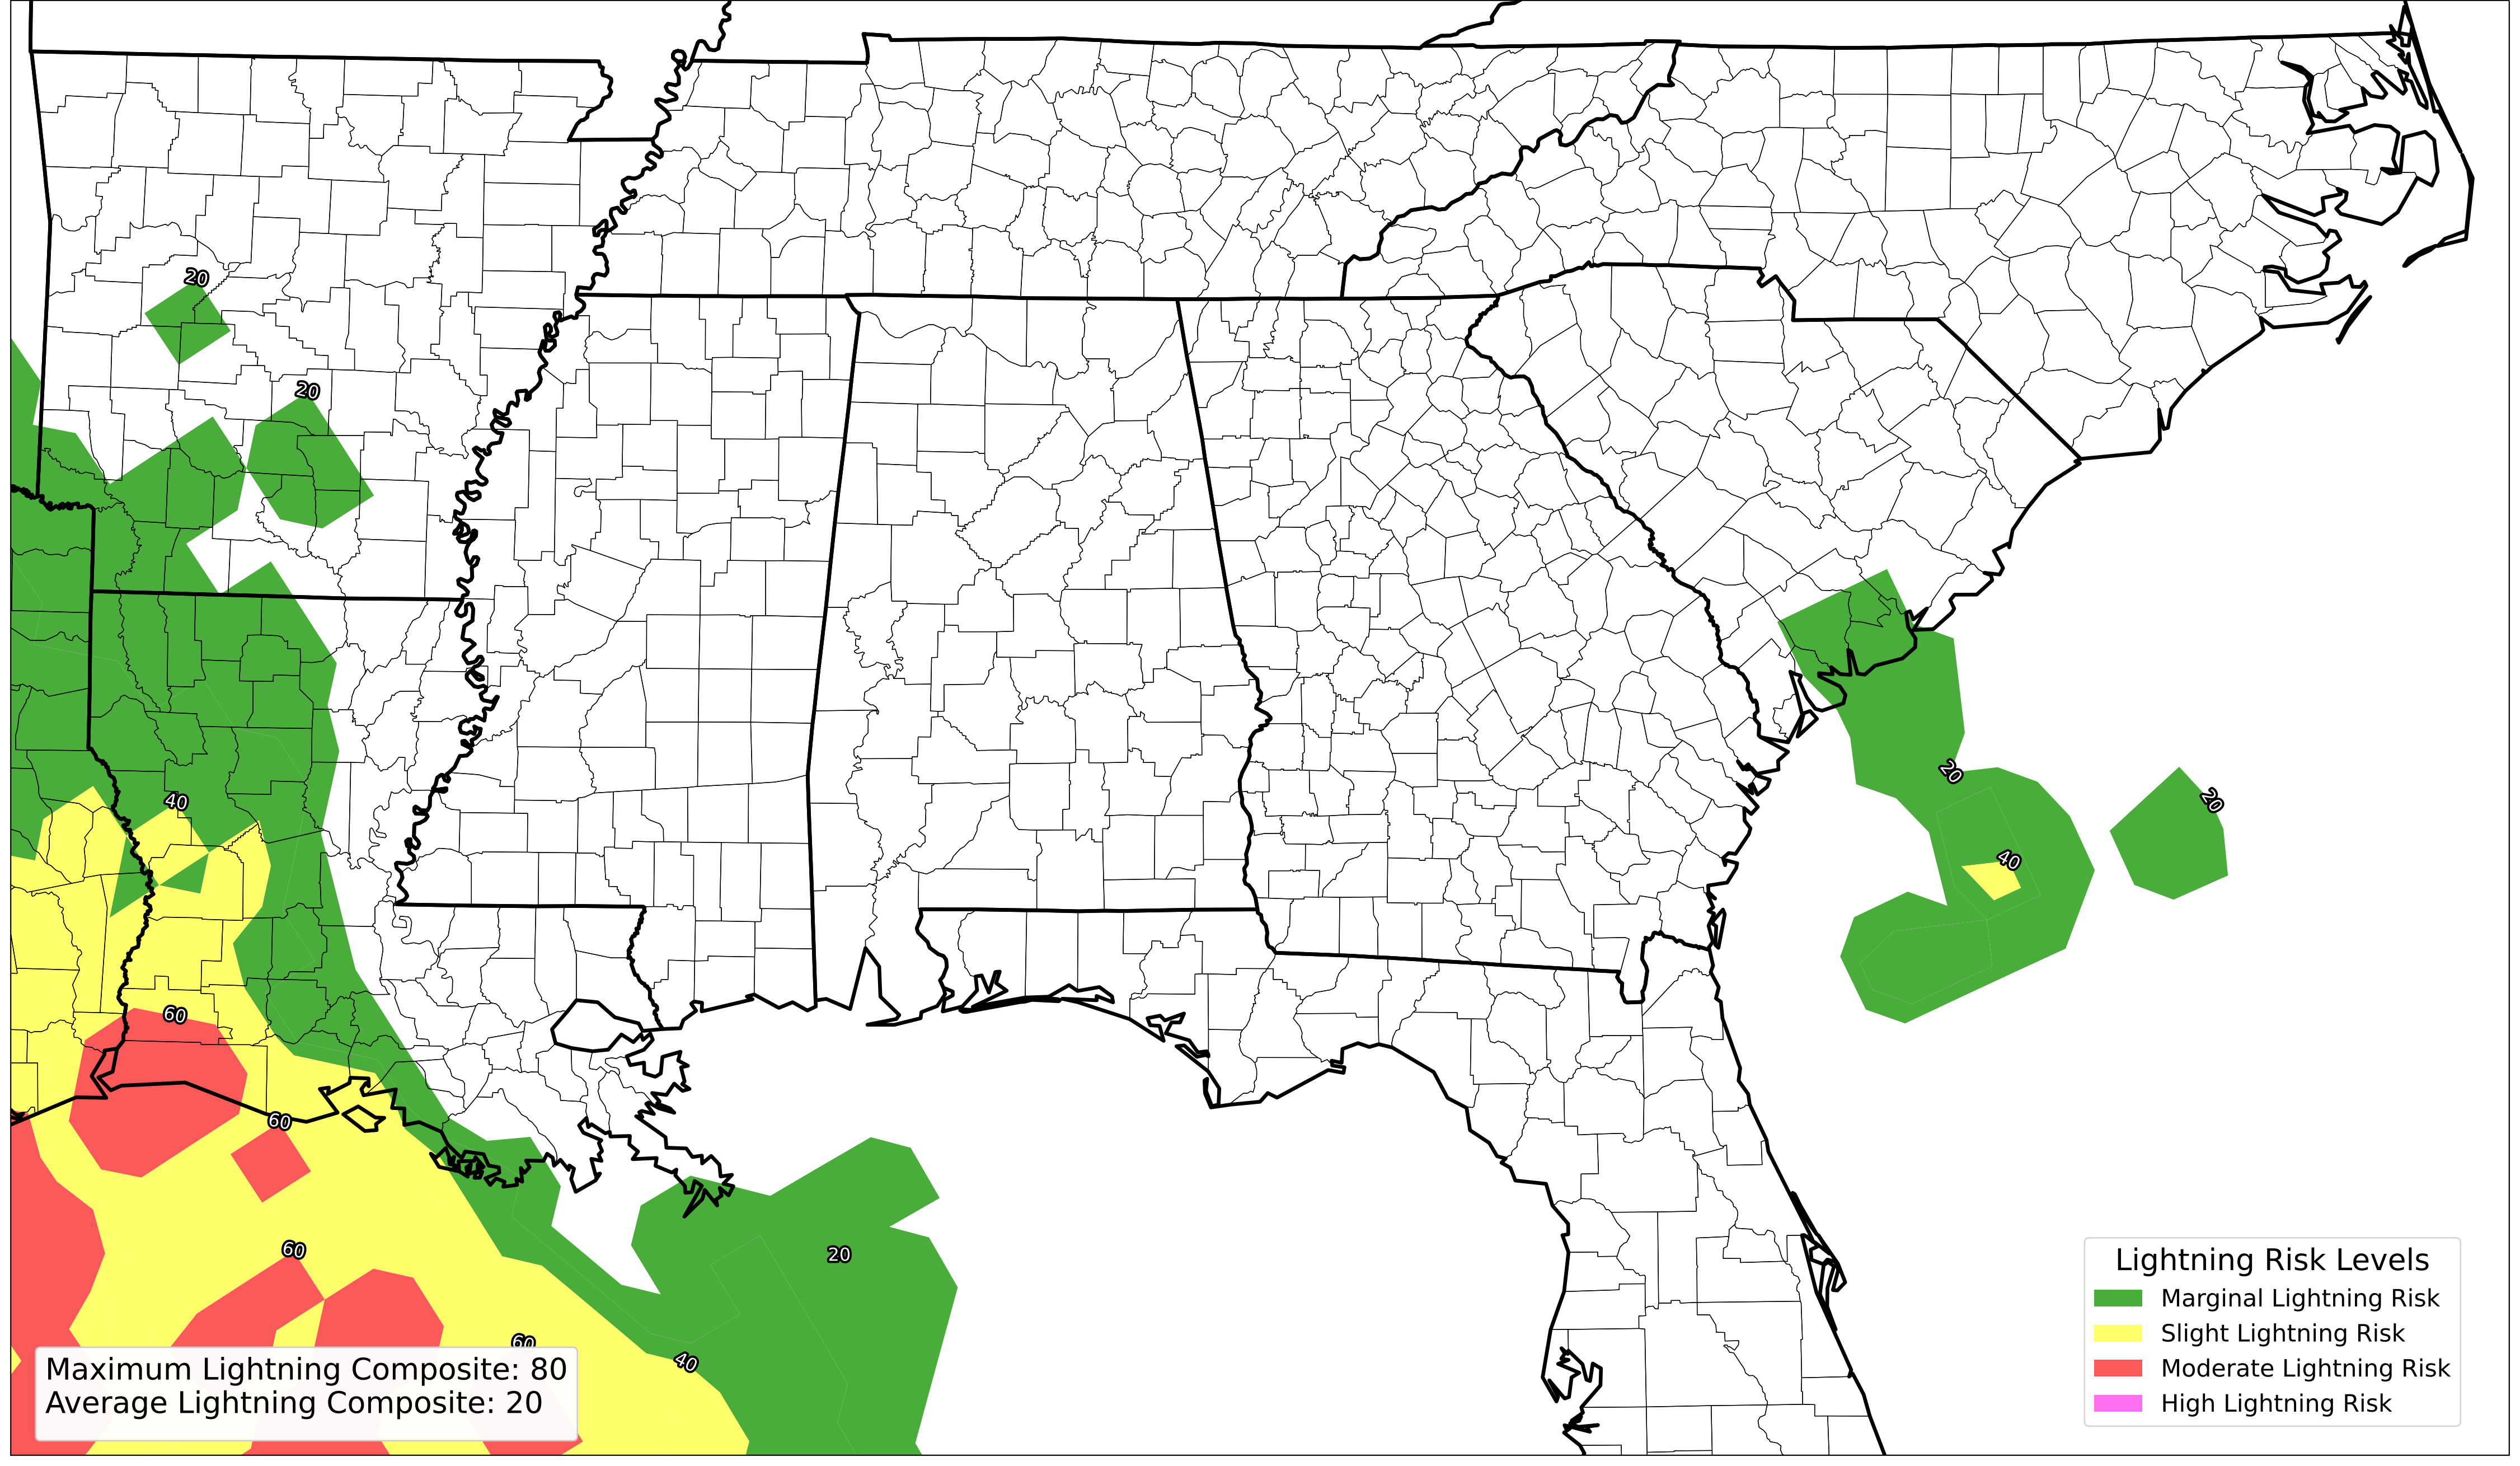 20
20
40
20
20
40
60
60
60
20
60
40
Lightning Risk Levels
Marginal Lightning Risk
Slight Lightning Risk
Moderate Lightning Risk
High Lightning Risk
Maximum Lightning Composite: 80
Average Lightning Composite: 20